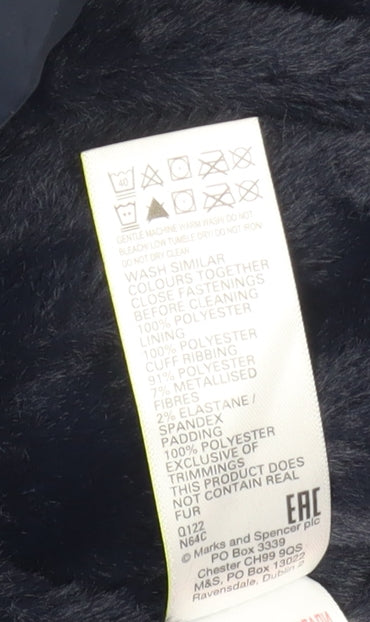 40
GENTLE MACHINE WARM WASH DO NOT
BLEACH LOW TUMBLE DRY DO NOT IRON
DO NOT DRY CLEAN
WASH SIMILAR
COLOURS TOGETHER
CLOSE FASTENINGS
BEFORE CLEANING
100% POLYESTER
LINING
100% POLYESTER
CUFF RIBBING
91% POLYESTER
7% METALLISED
FIBRES
2% ELASTANE /
SPANDEX
PADDING
100% POLYESTER
EXCLUSIVE OF
TRIMMINGS
THIS PRODUCT DOES
NOT CONTAIN REAL
FUR
EAC
Q122
N64C
© Marks and Spencer plc
PO Box 3339
Chester CH99 9QS
M&S, PO Box 13022
Ravensdale, Dublin 2